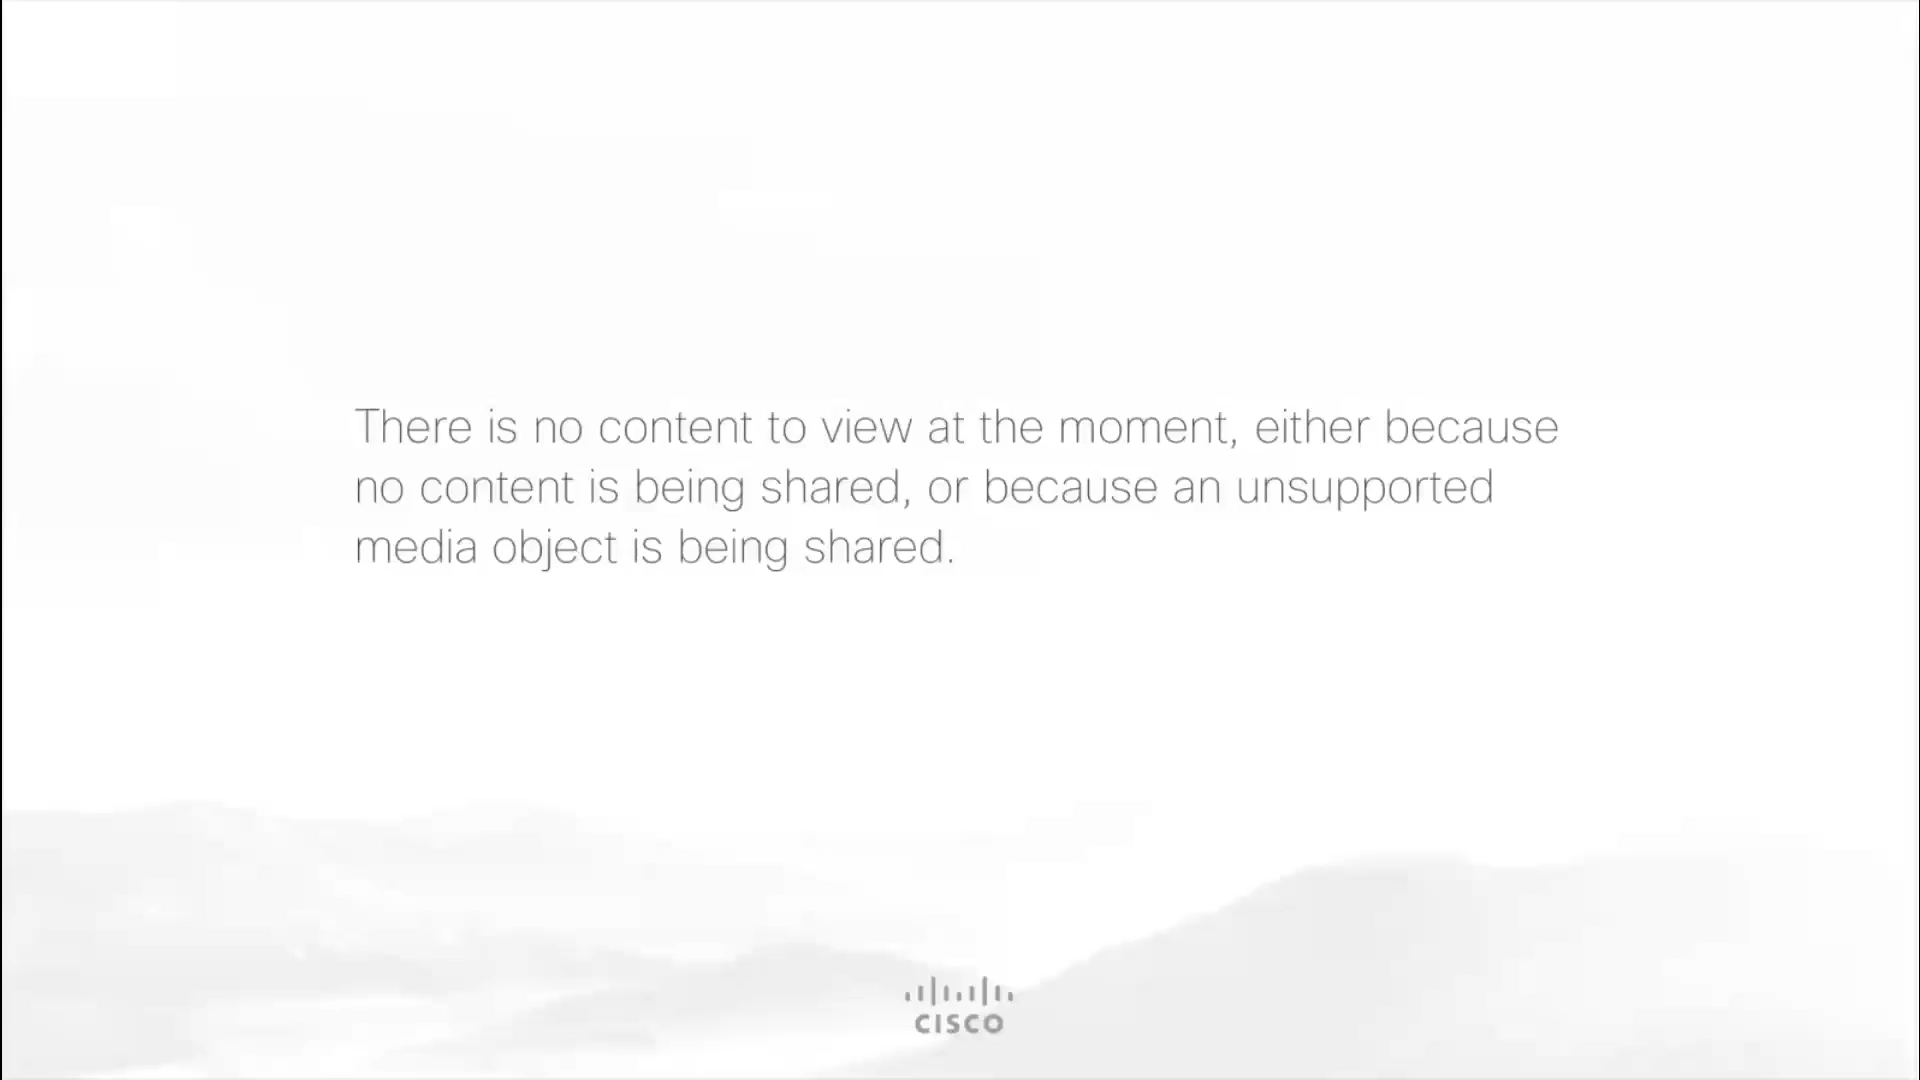 There is no content to view at the moment, either because
no content is being shared, or because an unsupported
media object is being shared.
CISCO